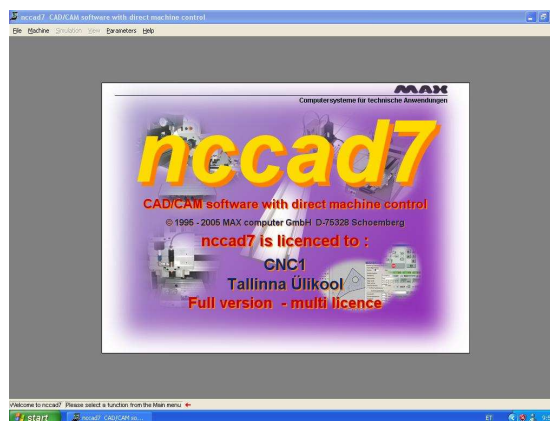 nccad7 CAD/CAM software with direct machine control
File Machine Simulation View Parameters Help
MAX
Computersysteme für technische Anwendungen
nccad7
CAD/CAM software with direct machine control
© 1995 - 2005 MAX computer GmbH D-75328 Schoemberg
nccad7 is licenced to :
CNC1
Tallinna Ülikool
Full version - multi licence
Welcome to nccad7 Please select a function from the Main menu
start nccad7 CAD/CAM so... ET